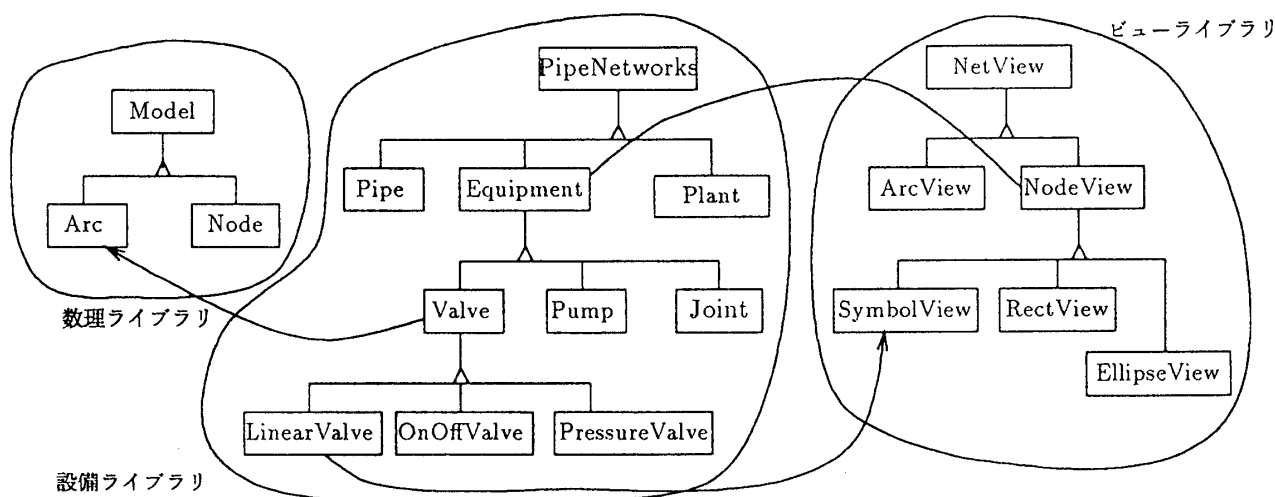 ビューライブラリ
PipeNetworks
NetView
Model
Pipe
Equipment
Plant
ArcView
NodeView
Arc
Node
数理ライブラリ
Valve
Pump
Joint
SymbolView
RectView
EllipseView
LinearValve
OnOffValve
PressureValve
設備ライブラリ